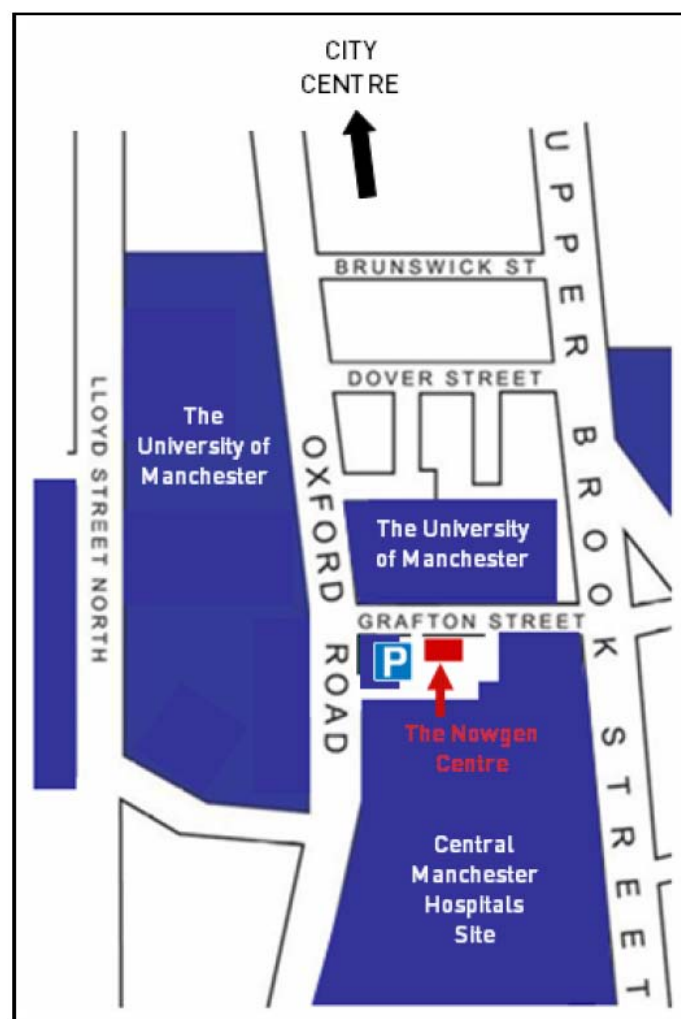 CITY
CENTRE
UPPER BROOK STREET
BRUNSWICK ST
DOVER STREET
LLOYD STREET NORTH
The
University of
Manchester
OXFORD ROAD
The University
of Manchester
GRAFTON STREET
P
The Nowgen
Centre
Central
Manchester
Hospitals
Site